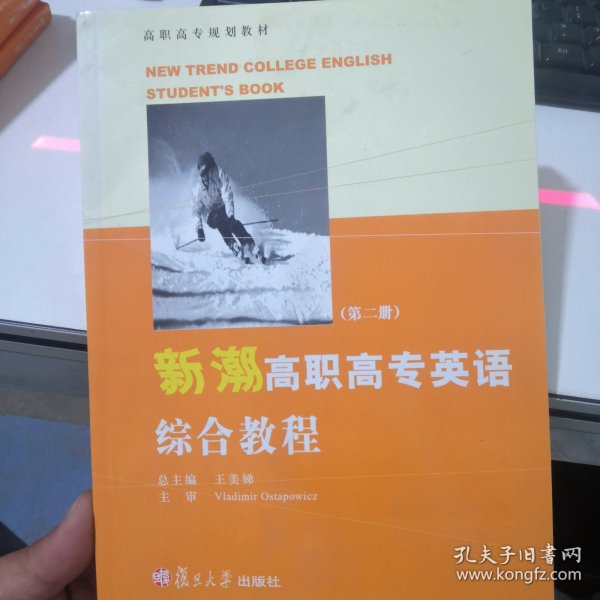 高职高专规划教材
NEW TREND COLLEGE ENGLISH
STUDENT'S BOOK
(第二册)
新潮高职高专英语
综合教程
总主编 王美娣
主 审 Vladimir Ostapowicz
復旦大学出版社
孔夫子旧书网
www.kongfz.com